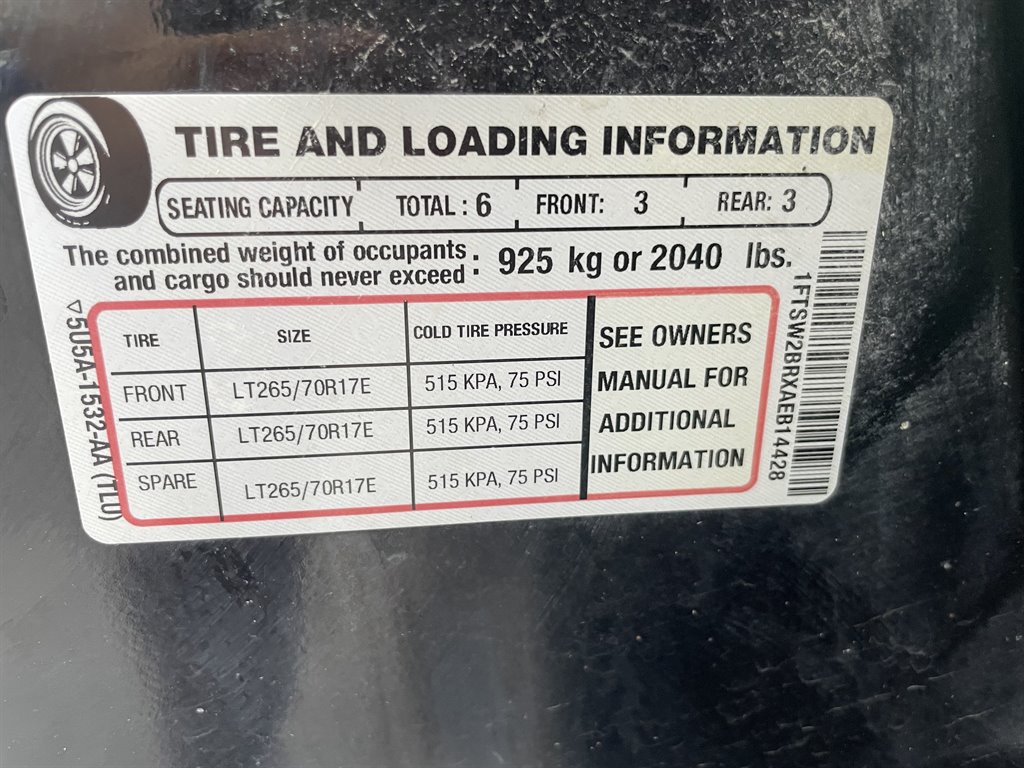 TIRE AND LOADING INFORMATION
SEATING CAPACITY TOTAL : 6 FRONT: 3 REAR: 3
The combined weight of occupants
and cargo should never exceed : 925 kg or 2040 lbs.
TIRE SIZE COLD TIRE PRESSURE
FRONT LT265/70R17E 515 KPA, 75 PSI
REAR LT265/70R17E 515 KPA, 75 PSI
SPARE LT265/70R17E 515 KPA, 75 PSI
SEE OWNERS
MANUAL FOR
ADDITIONAL
INFORMATION
1FTSW2BRXAEB14428
5U5A-1532-AA (TLU)